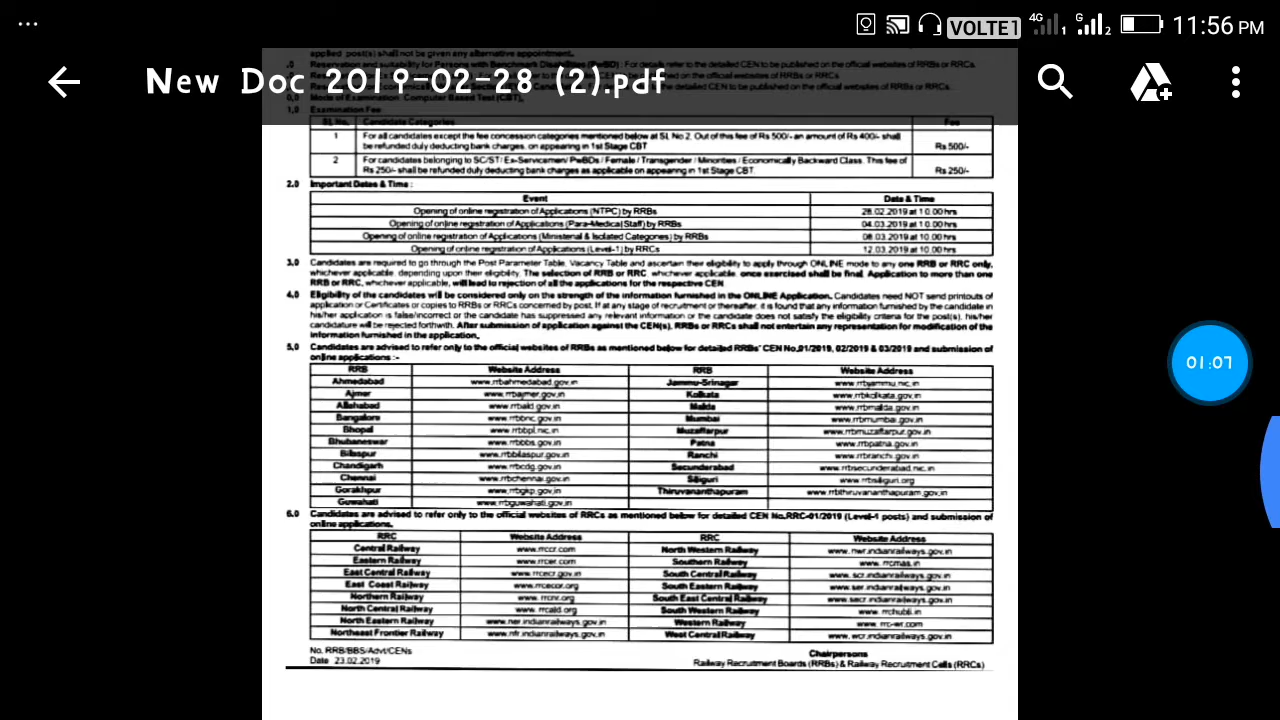 VOLTE1 4G 1 G 2 11:56 PM
New Doc 2019-02-28 (2).pdf
applied post(s) shall not be given any alternative appointment.
Mode of Examination: Computer Based Test (CBT).
1.0 Examination Fee
SL No. Candidate Categories Fee
1 For all candidates except the fee concession categories mentioned below at SL No 2. Out of this fee of Rs 500/- an amount of Rs 400/- shall
be refunded duly deducting bank charges, on appearing in 1st Stage CBT Rs 500/-
2 For candidates belonging to SC/ST/ Ex-Servicemen/ PwBDs / Female / Transgender / Minorities / Economically Backward Class. This fee of
Rs 250/- shall be refunded duly deducting bank charges as applicable on appearing in 1st Stage CBT Rs 250/-
2.0 Important Dates & Time :
Event Date & Time
Opening of online registration of Applications (NTPC) by RRBs 28.02.2019 at 10.00 hrs
Opening of online registration of Applications (Para-Medical Staff) by RRBs 04.03.2019 at 10.00 hrs
Opening of online registration of Applications (Ministerial & Isolated Categories) by RRBs 08.03.2019 at 10.00 hrs
Opening of online registration of Applications (Level-1) by RRCs 12.03.2019 at 10.00 hrs
3.0 Candidates are required to go through the Post Parameter Table, Vacancy Table and ascertain their eligibility to apply through ONLINE mode to any one RRB or RRC only,
whichever applicable, depending upon their eligibility. The selection of RRB or RRC, whichever applicable, once exercised shall be final. Application to more than one
RRB or RRC, whichever applicable, will lead to rejection of all the applications for the respective CEN
4.0 Eligibility of the candidates will be considered only on the strength of the information furnished in the ONLINE Application. Candidates need NOT send printouts of
application or Certificates or copies to RRBs or RRCs concerned by post. If at any stage of recruitment or thereafter, it is found that any information furnished by the candidate in
his/her application is false/incorrect or the candidate has suppressed any relevant information or the candidate does not satisfy the eligibility criteria for the post(s), his/her
candidature will be rejected forthwith. After submission of application against the CEN(s), RRBs or RRCs shall not entertain any representation for modification of the
information furnished in the application.
5.0 Candidates are advised to refer only to the official websites of RRBs as mentioned below for detailed RRBs' CEN No.01/2019, 02/2019 & 03/2019 and submission of
online applications :-
RRB Website Address RRB Website Address
Ahmedabad www.rrbahmedabad.gov.in Jammu-Srinagar www.rrbjammu.nic.in
Ajmer www.rrbajmer.gov.in Kolkata www.rrbkolkata.gov.in
Allahabad www.rrbald.gov.in Malda www.rrbmalda.gov.in
Bangalore www.rrbbnc.gov.in Mumbai www.rrbmumbai.gov.in
Bhopal www.rrbbpl.nic.in Muzaffarpur www.rrbmuzaffarpur.gov.in
Bhubaneswar www.rrbbbs.gov.in Patna www.rrbpatna.gov.in
Bilaspur www.rrbbilaspur.gov.in Ranchi www.rrbranchi.gov.in
Chandigarh www.rrbcdg.gov.in Secunderabad www.rrbsecunderabad.nic.in
Chennai www.rrbchennai.gov.in Siliguri www.rrbsiliguri.org
Gorakhpur www.rrbgkp.gov.in Thiruvananthapuram www.rrbthiruvananthapuram.gov.in
Guwahati www.rrbguwahati.gov.in
6.0 Candidates are advised to refer only to the official websites of RRCs as mentioned below for detailed CEN No.RRC-01/2019 (Level-1 posts) and submission of
online applications.
RRC Website Address RRC Website Address
Central Railway www.rrccr.com North Western Railway www.nwr.indianrailways.gov.in
Eastern Railway www.rrcer.com Southern Railway www. rrcmas.in
East Central Railway www.rrcecr.gov.in South Central Railway www.scr.indianrailways.gov.in
East Coast Railway www.rrcecor.org South Eastern Railway www.ser.indianrailways.gov.in
Northern Railway www. rrcnr.org South East Central Railway www.secr.indianrailways.gov.in
North Central Railway www. rrcald.org South Western Railway www. rrchubli.in
North Eastern Railway www.ner.indianrailways.gov.in Western Railway www. rrc-wr.com
Northeast Frontier Railway www.nfr.indianrailways.gov.in West Central Railway www.wcr.indianrailways.gov.in
No. RRB/BBS/Advt/CENs
Date 23.02.2019
Chairpersons
Railway Recruitment Boards (RRBs) & Railway Recruitment Cells (RRCs)
01:07